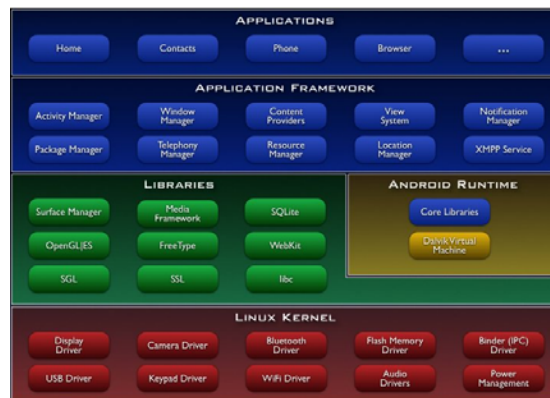 APPLICATIONS
Home
Contacts
Phone
Browser
...
APPLICATION FRAMEWORK
Activity Manager
Window
Manager
Content
Providers
View
System
Notification
Manager
Package Manager
Telephony
Manager
Resource
Manager
Location
Manager
XMPP Service
LIBRARIES
Surface Manager
Media
Framework
SQLite
OpenGL|ES
FreeType
WebKit
SGL
SSL
libc
ANDROID RUNTIME
Core Libraries
Dalvik Virtual
Machine
LINUX KERNEL
Display
Driver
Camera Driver
Bluetooth
Driver
Flash Memory
Driver
Binder (IPC)
Driver
USB Driver
Keypad Driver
WiFi Driver
Audio
Drivers
Power
Management